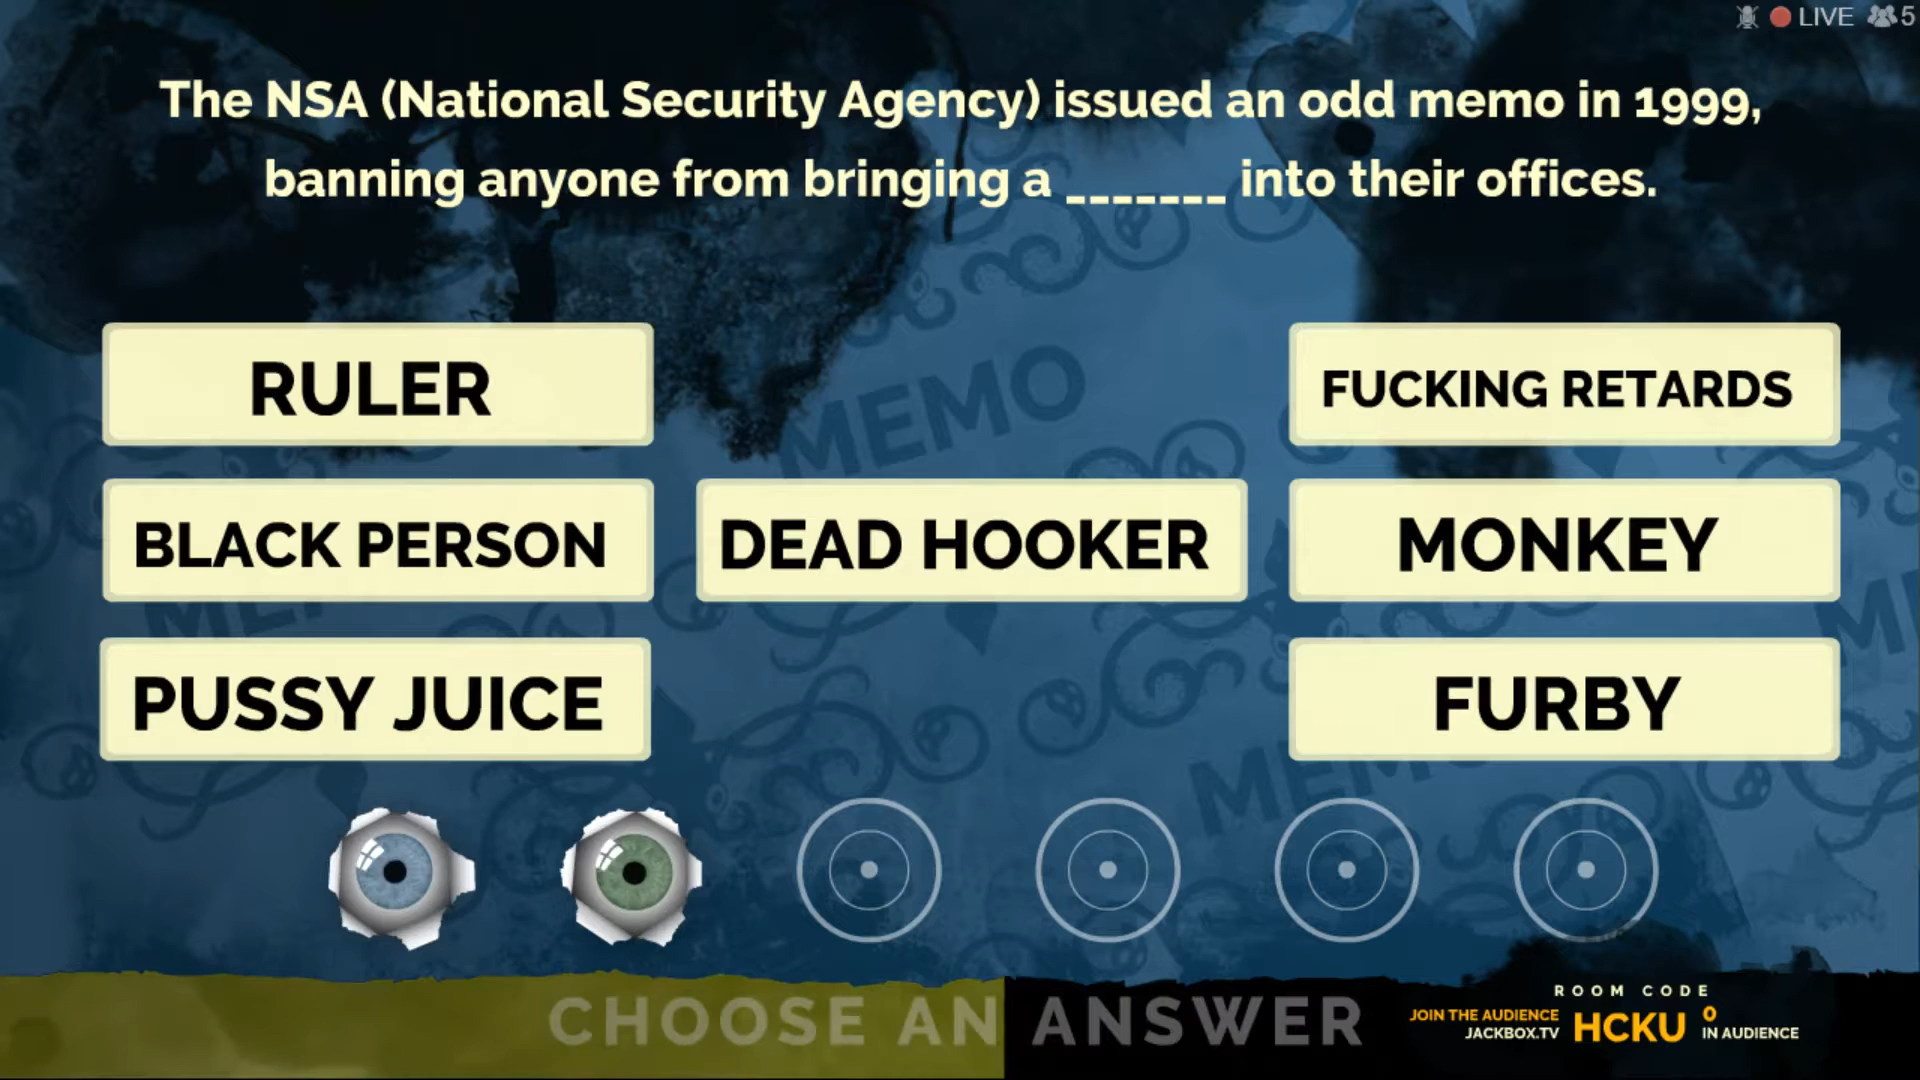 LIVE 5
The NSA (National Security Agency) issued an odd memo in 1999,
banning anyone from bringing a _______ into their offices.
MEMO
RULER
FUCKING RETARDS
BLACK PERSON
DEAD HOOKER
MONKEY
PUSSY JUICE
FURBY
CHOOSE AN ANSWER
ROOM CODE
JOIN THE AUDIENCE
JACKBOX.TV
HCKU
0
IN AUDIENCE